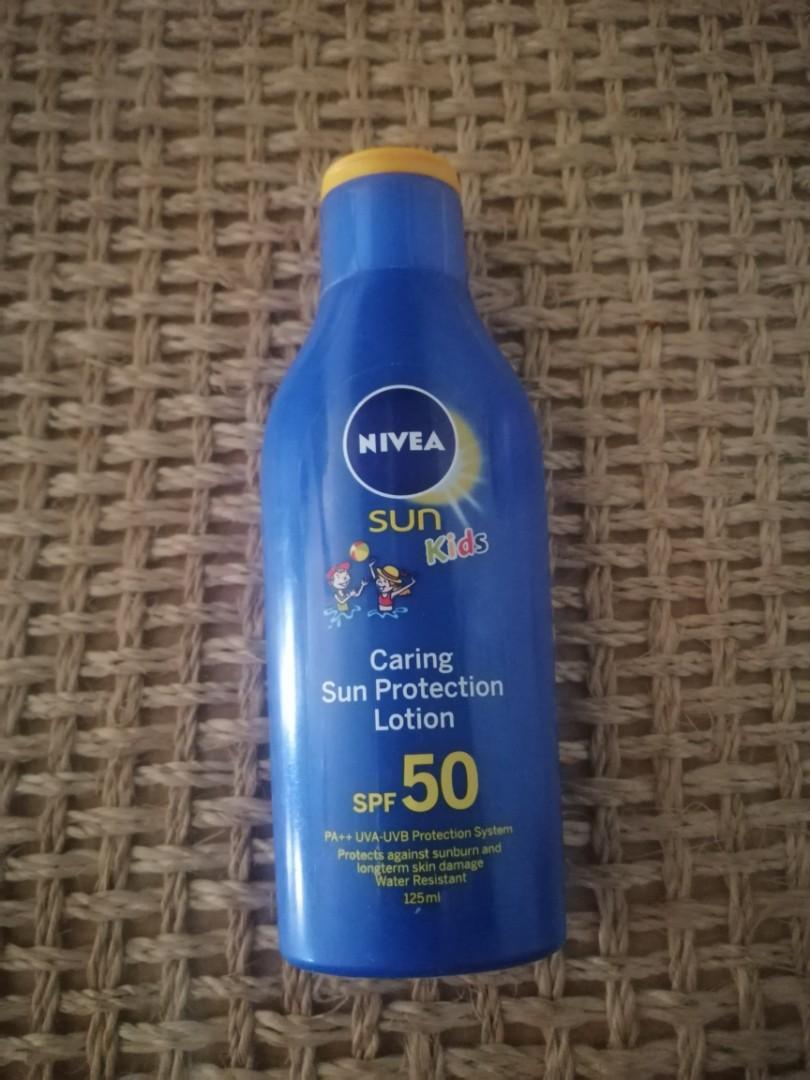 NIVEA
sun
Kids
Caring
Sun Protection
Lotion
SPF 50
PA++ UVA-UVB Protection System
Protects against sunburn and
longterm skin damage
Water Resistant
125ml